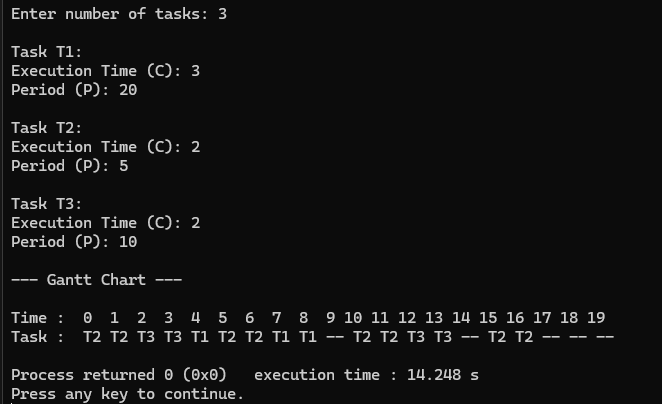 Enter number of tasks: 3
Task T1:
Execution Time (C): 3
Period (P): 20
Task T2:
Execution Time (C): 2
Period (P): 5
Task T3:
Execution Time (C): 2
Period (P): 10
--- Gantt Chart ---
Time :  0  1  2  3  4  5  6  7  8  9 10 11 12 13 14 15 16 17 18 19
Task :  T2 T2 T3 T3 T1 T2 T2 T1 T1 -- T2 T2 T3 T3 -- T2 T2 -- -- --
Process returned 0 (0x0)   execution time : 14.248 s
Press any key to continue.